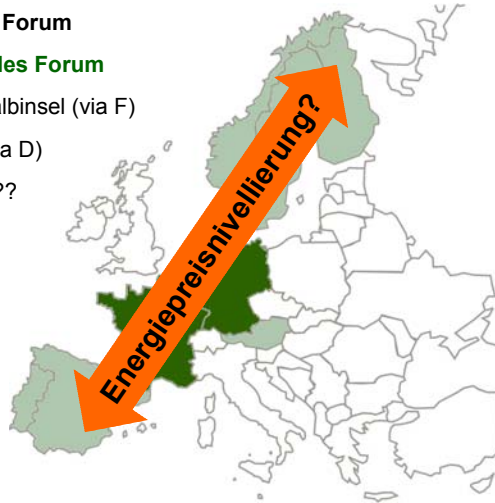 Forum
les Forum
albinsel (via F)
a D)
??
Energiepreisnivellierung?